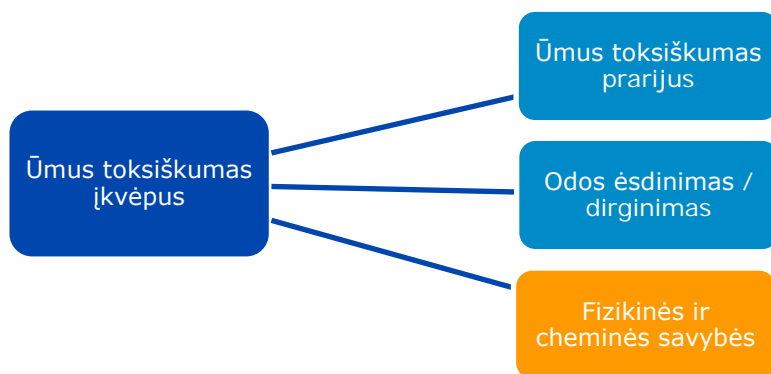 Ūmus toksiškumas
įkvėpus
Ūmus toksiškumas
prarijus
Odos ėsdinimas /
dirginimas
Fizikinės ir
cheminės savybės